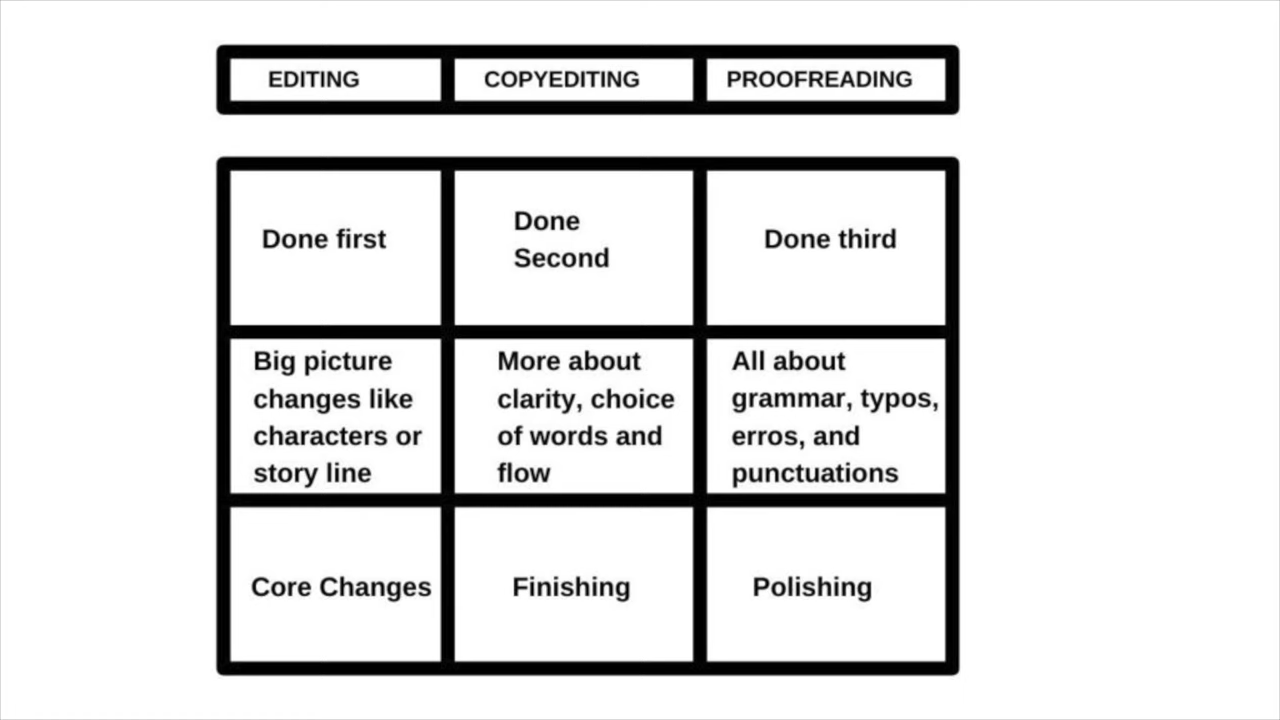 EDITING
COPYEDITING
PROOFREADING
Done first
Done
Second
Done third
Big picture
changes like
characters or
story line
More about
clarity, choice
of words and
flow
All about
grammar, typos,
erros, and
punctuations
Core Changes
Finishing
Polishing